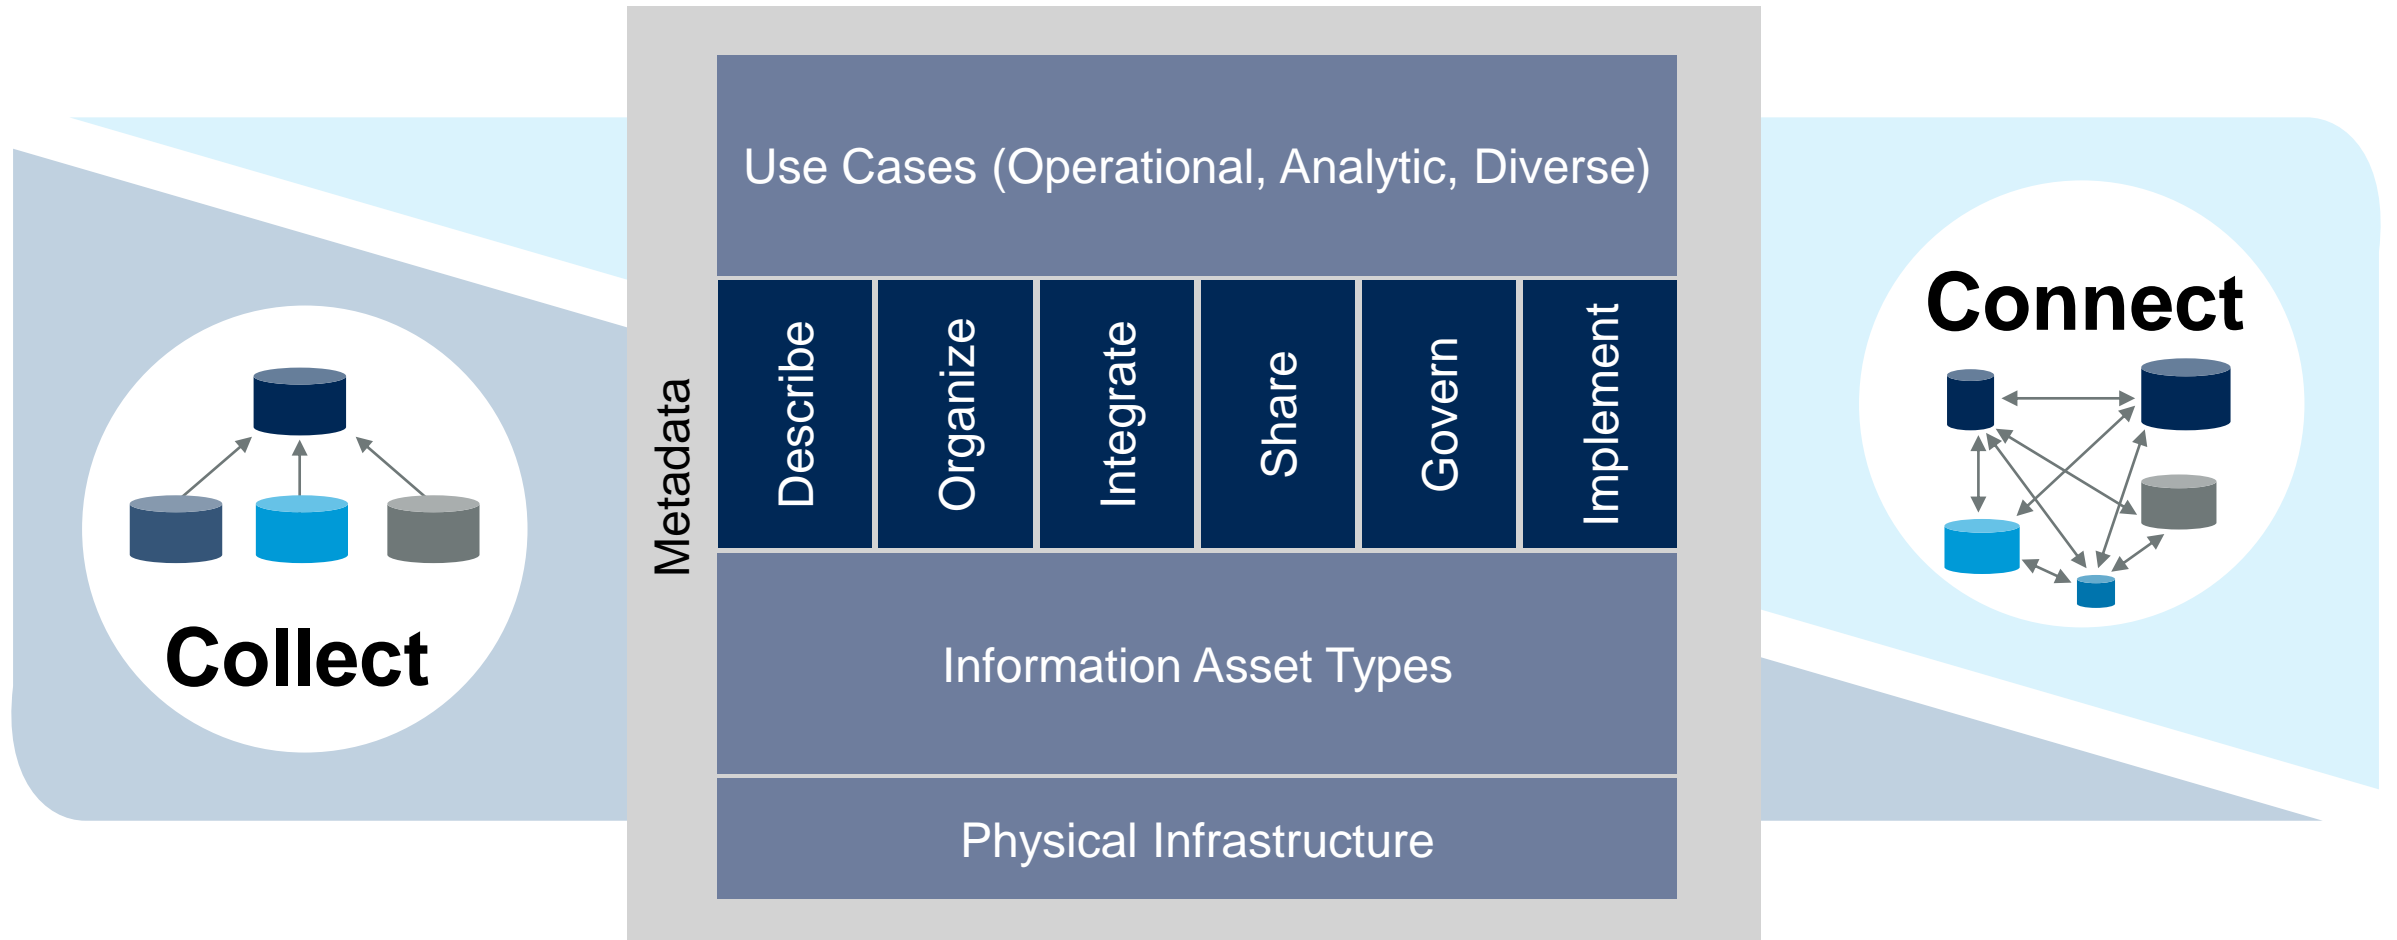 Collect
Metadata
Use Cases (Operational, Analytic, Diverse)
Describe
Organize
Integrate
Share
Govern
Implement
Information Asset Types
Physical Infrastructure
Connect